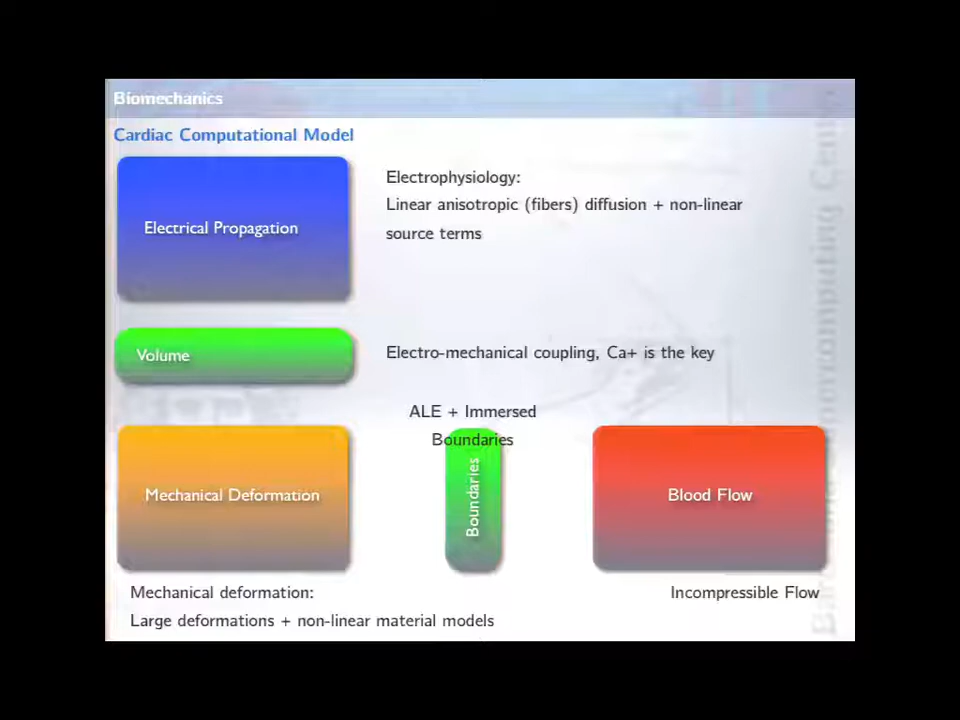 Biomechanics
Cardiac Computational Model
Electrical Propagation
Electrophysiology:
Linear anisotropic (fibers) diffusion + non-linear
source terms
Volume
Electro-mechanical coupling, Ca+ is the key
ALE + Immersed
Boundaries
Mechanical Deformation
Boundaries
Blood Flow
Mechanical deformation:
Large deformations + non-linear material models
Incompressible Flow